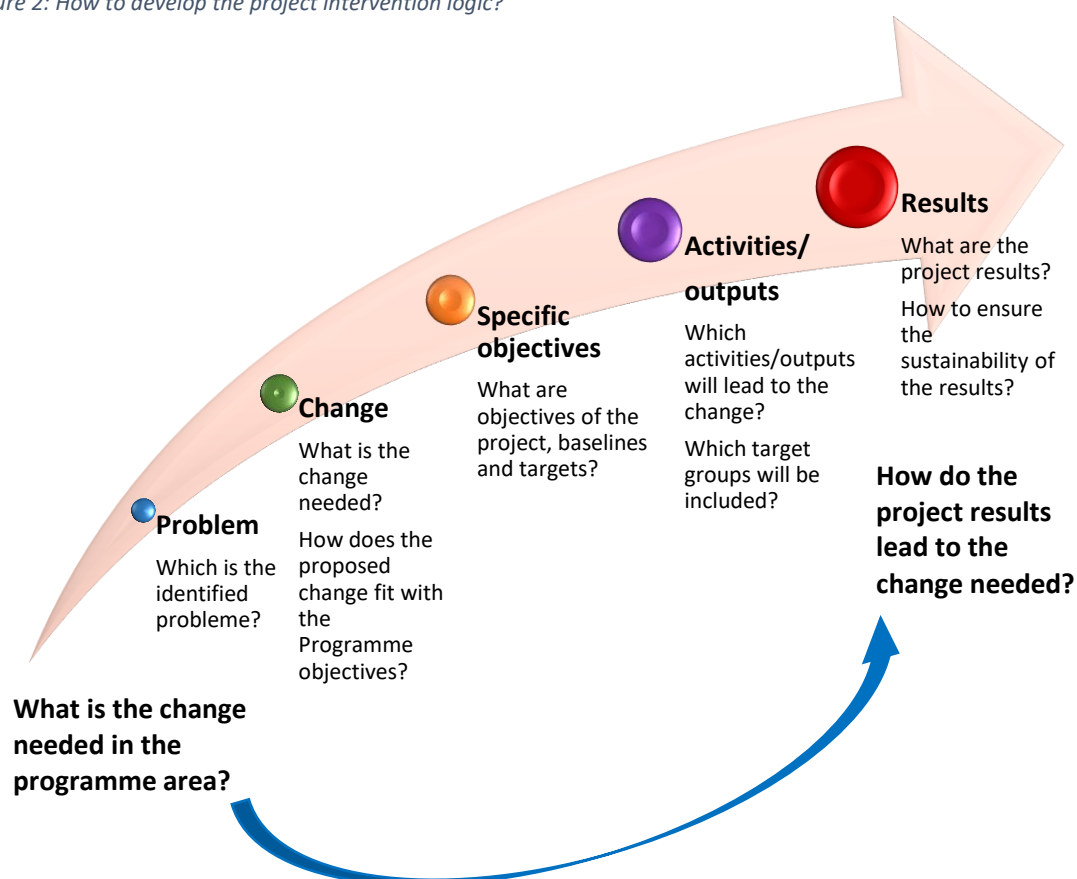 2: How to develop the project intervention logic?
Results
What are the
project results?
How to ensure
the
sustainability of
the results?
Activities/
outputs
Which
activities/outputs
will lead to the
change?
Which target
groups will be
included?
Specific
objectives
What are
objectives of the
project, baselines
and targets?
Change
What is the
change
needed?
How does the
proposed
change fit with
the
Programme
objectives?
Problem
Which is the
identified
probleme?
How do the
project results
lead to the
change needed?
What is the change
needed in the
programme area?